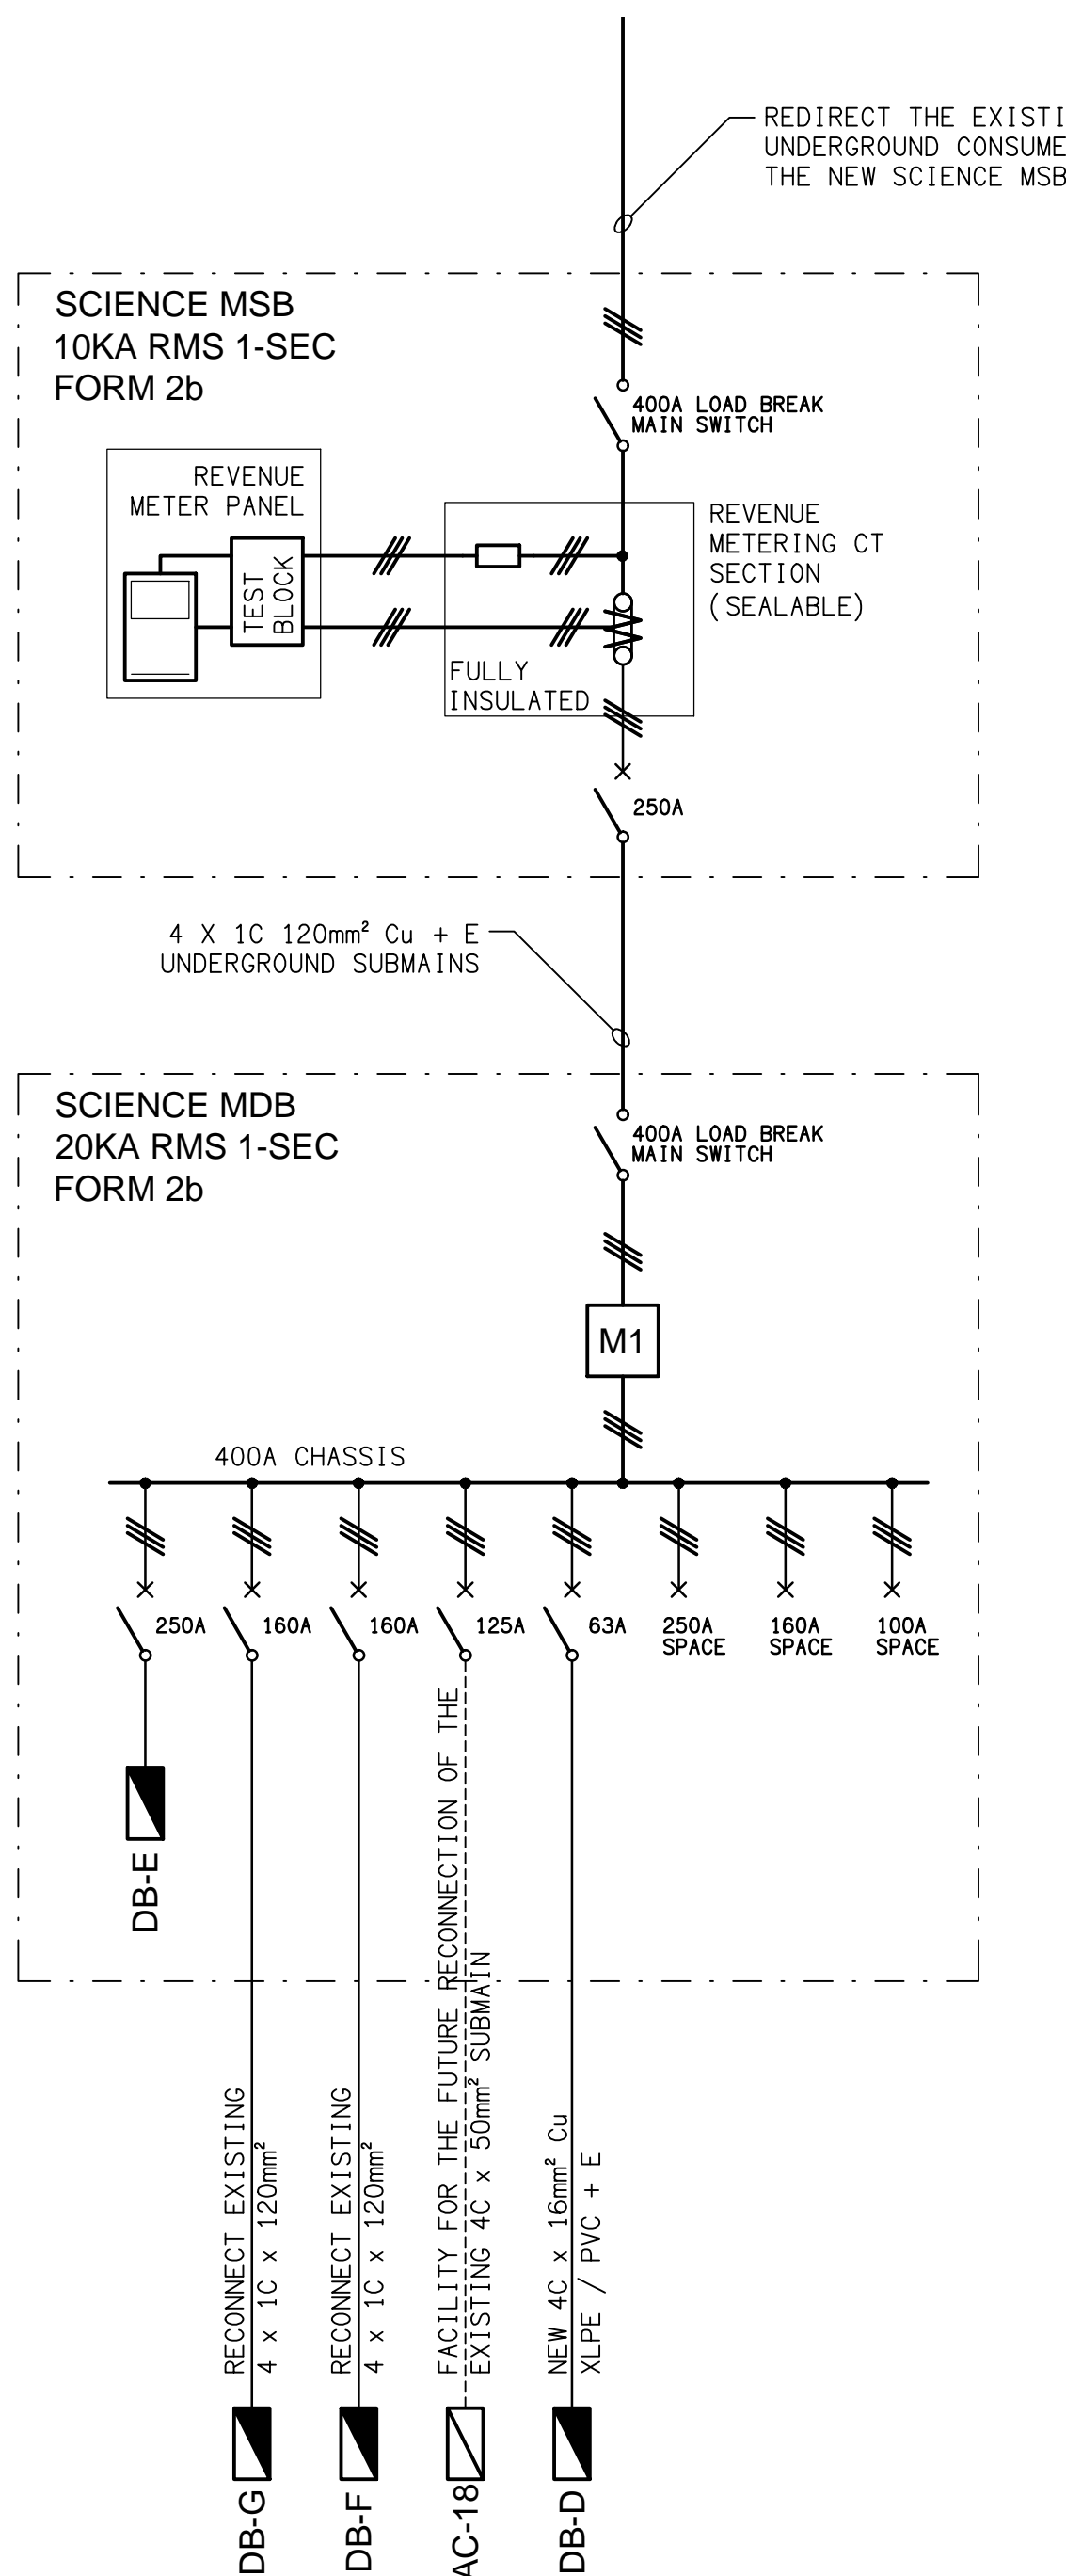 REDIRECT THE EXISTI
UNDERGROUND CONSUME
THE NEW SCIENCE MSB
SCIENCE MSB
10KA RMS 1-SEC
FORM 2b
400A LOAD BREAK
MAIN SWITCH
REVENUE
METER PANEL
TEST
BLOCK
REVENUE
METERING CT
SECTION
(SEALABLE)
FULLY
INSULATED
250A
4 X 1C 120mm² Cu + E
UNDERGROUND SUBMAINS
SCIENCE MDB
20KA RMS 1-SEC
FORM 2b
400A LOAD BREAK
MAIN SWITCH
M1
400A CHASSIS
250A
160A
160A
125A
63A
250A
SPACE
160A
SPACE
100A
SPACE
DB-E
RECONNECT EXISTING
4 x 1C x 120mm²
RECONNECT EXISTING
4 x 1C x 120mm²
FACILITY FOR THE FUTURE RECONNECTION OF THE
EXISTING 4C x 50mm² SUBMAIN
NEW 4C x 16mm² Cu
XLPE / PVC + E
DB-G
DB-F
AC-18
DB-D